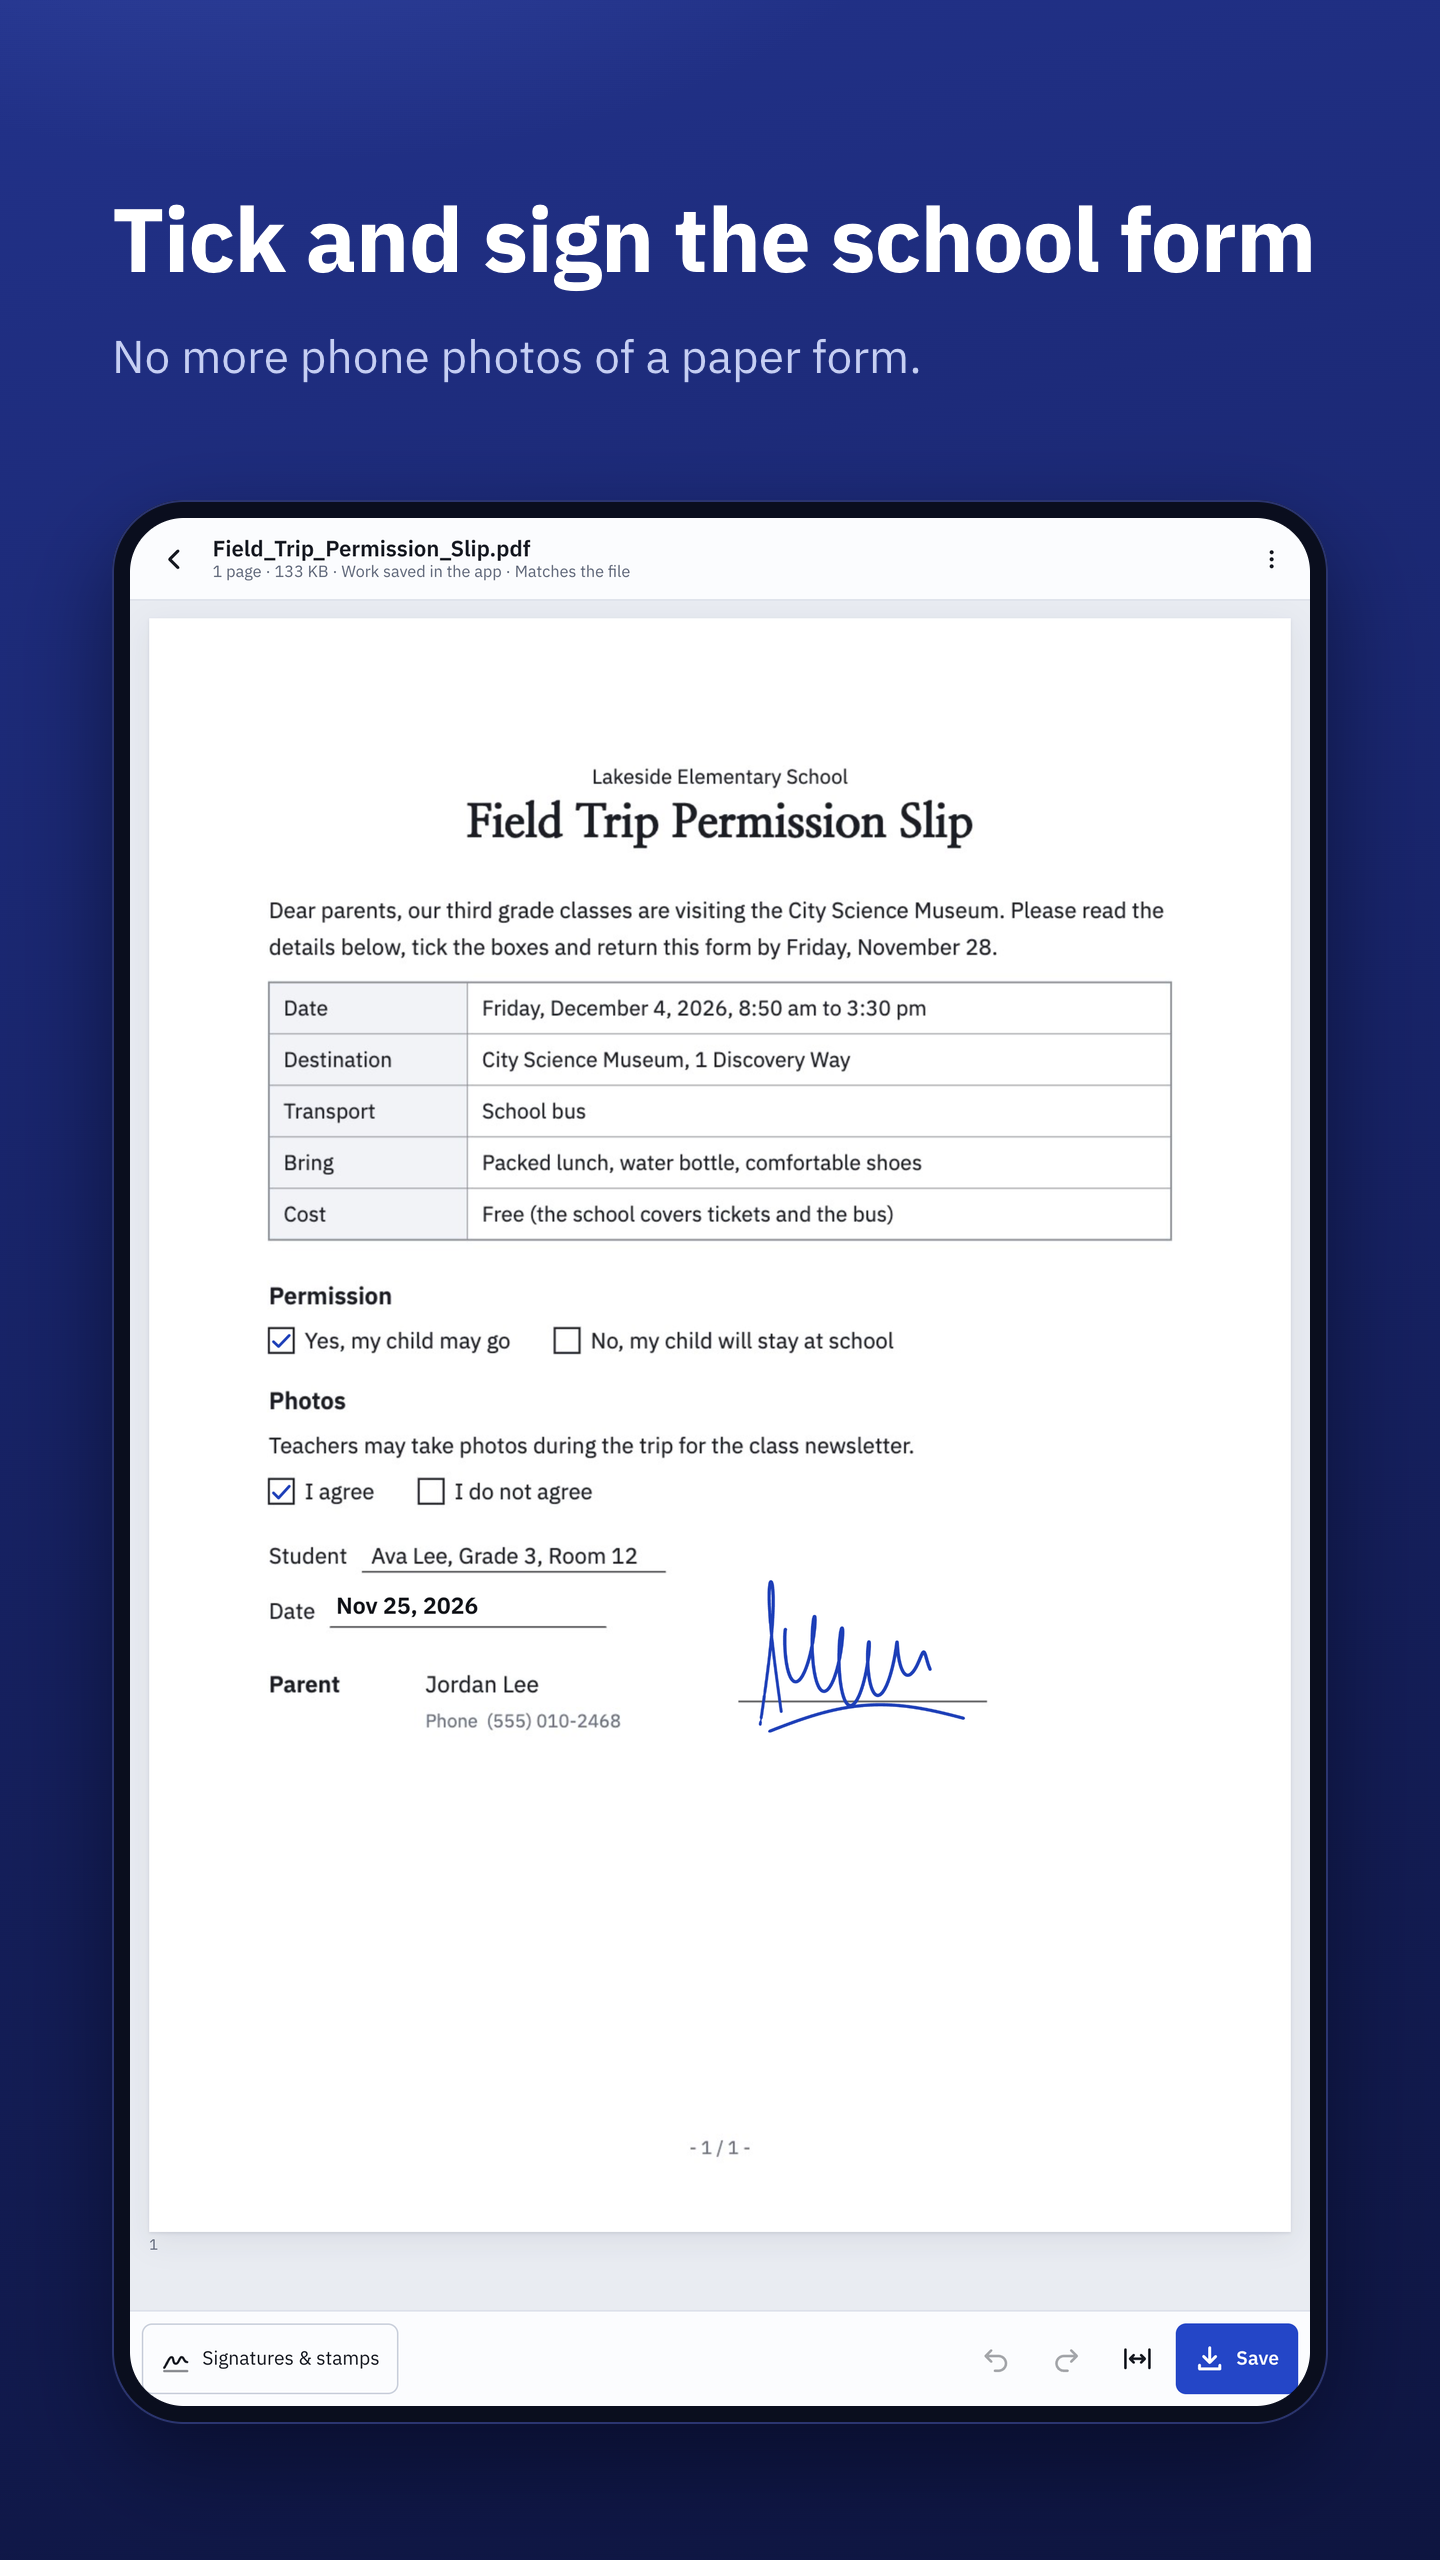 Tick and sign the school form
No more phone photos of a paper form.
Field_Trip_Permission_Slip.pdf
1 page · 133 KB · Work saved in the app · Matches the file
Lakeside Elementary School
Field Trip Permission Slip
Dear parents, our third grade classes are visiting the City Science Museum. Please read the
details below, tick the boxes and return this form by Friday, November 28.
Date Friday, December 4, 2026, 8:50 am to 3:30 pm
Destination City Science Museum, 1 Discovery Way
Transport School bus
Bring Packed lunch, water bottle, comfortable shoes
Cost Free (the school covers tickets and the bus)
Permission
Yes, my child may go No, my child will stay at school
Photos
Teachers may take photos during the trip for the class newsletter.
I agree I do not agree
Student Ava Lee, Grade 3, Room 12
Date Nov 25, 2026
Parent Jordan Lee
Phone (555) 010-2468
- 1 / 1 -
1
Signatures & stamps Save